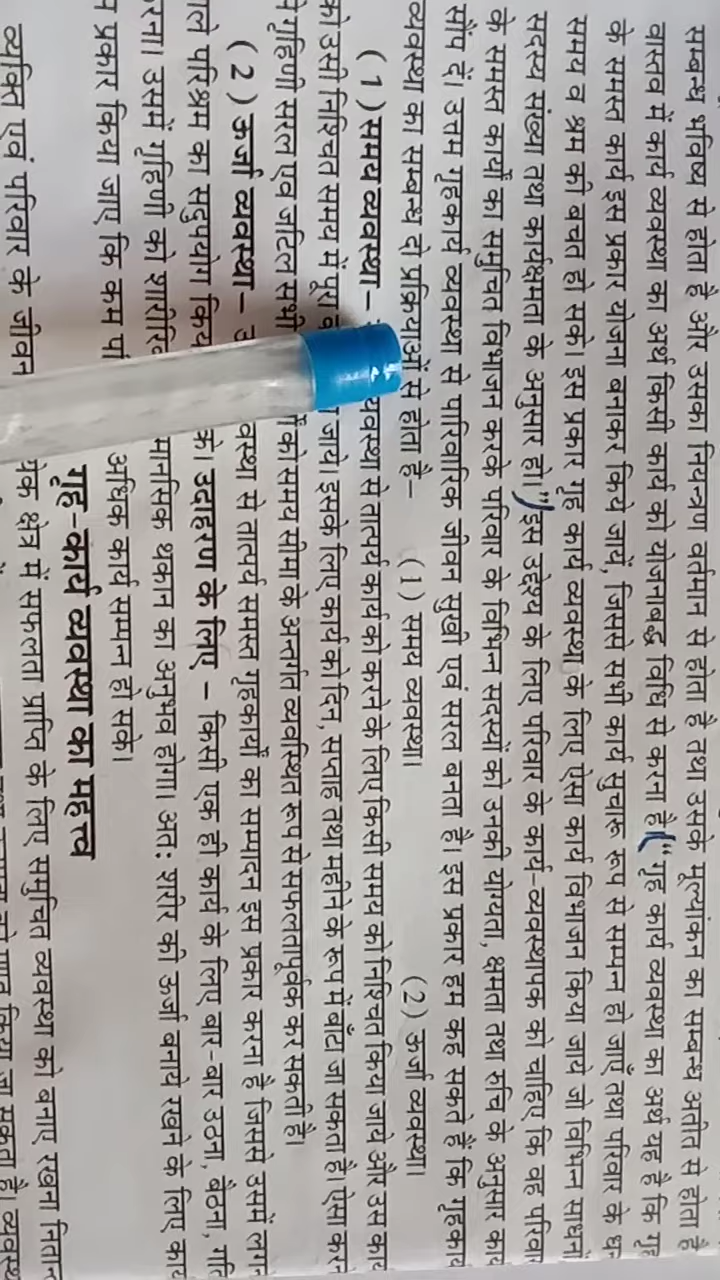 सम्बन्ध भविष्य से होता है और उसका नियन्त्रण वर्तमान से होता है तथा उसके मूल्यांकन का सम्बन्ध अतीत से होता है
वास्तव में कार्य व्यवस्था का अर्थ किसी कार्य को योजनाबद्ध विधि से करना है। “गृह कार्य व्यवस्था का अर्थ यह है कि गृह
के समस्त कार्य इस प्रकार योजना बनाकर किये जायें, जिससे सभी कार्य सुचारू रूप से सम्पन्न हो जाएँ तथा परिवार के
समय व श्रम की बचत हो सके। इस प्रकार गृह कार्य व्यवस्था के लिए ऐसा कार्य विभाजन किया जाये जो विभिन्न साधनों
सदस्य संख्या तथा कार्यक्षमता के अनुसार हो।” इस उद्देश्य के लिए परिवार के कार्य-व्यवस्थापक को चाहिए कि वह परिवार
के समस्त कार्यों का समुचित विभाजन करके परिवार के विभिन्न सदस्यों को उनकी योग्यता, क्षमता तथा रुचि के अनुसार कार्य
सौंप दें। उत्तम गृहकार्य व्यवस्था से पारिवारिक जीवन सुखी एवं सरल बनता है। इस प्रकार हम कह सकते हैं कि गृहकार्य
व्यवस्था का सम्बन्ध दो प्रक्रियाओं से होता है– (1) समय व्यवस्था। (2) ऊर्जा व्यवस्था।
(1) समय व्यवस्था– व्यवस्था से तात्पर्य कार्य को करने के लिए किसी समय को निश्चित किया जाये और उस कार्य
को उसी निश्चित समय में पूरा जाये। इसके लिए कार्य को दिन, सप्ताह तथा महीने के रूप में बाँटा जा सकता है। ऐसा करने
गृहिणी सरल एवं जटिल सभी को समय सीमा के अन्तर्गत व्यवस्थित रूप से सफलतापूर्वक कर सकती है।
(2) ऊर्जा व्यवस्था– व्यवस्था से तात्पर्य समस्त गृहकार्यों का सम्पादन इस प्रकार करना है जिससे उसमें लगने
वाले परिश्रम का सदुपयोग किया को। उदाहरण के लिए – किसी एक ही कार्य के लिए बार-बार उठना, बैठना,
करना। उसमें गृहिणी को शारीरिक मानसिक थकान का अनुभव होगा। अतः शरीर की ऊर्जा बनाये रखने के लिए कार्य
प्रकार किया जाए कि कम अधिक कार्य सम्पन्न हो सके।
गृह-कार्य व्यवस्था का महत्त्व
व्यक्ति एवं परिवार के जीवन क्षेत्र में सफलता प्राप्ति के लिए समुचित व्यवस्था को बनाए रखना
किया जा सकता है।